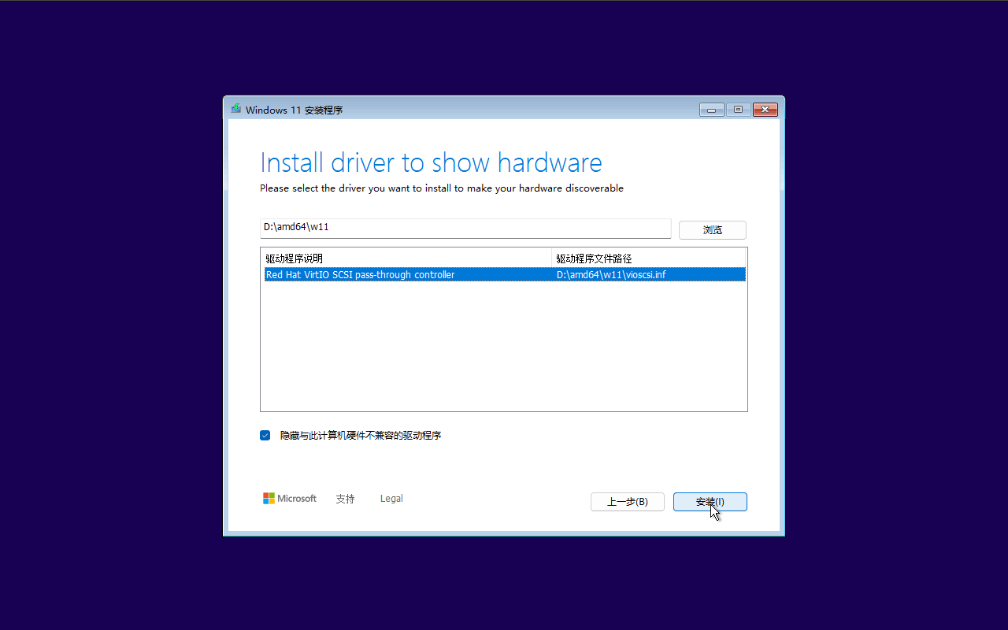 Windows 11 安装程序
Install driver to show hardware
Please select the driver you want to install to make your hardware discoverable
D:\amd64\w11
浏览
驱动程序说明 驱动程序文件路径
Red Hat VirtIO SCSI pass-through controller D:\amd64\w11\vioscsi.inf
隐藏与此计算机硬件不兼容的驱动程序
Microsoft 支持 Legal 上一步(B) 安装(I)